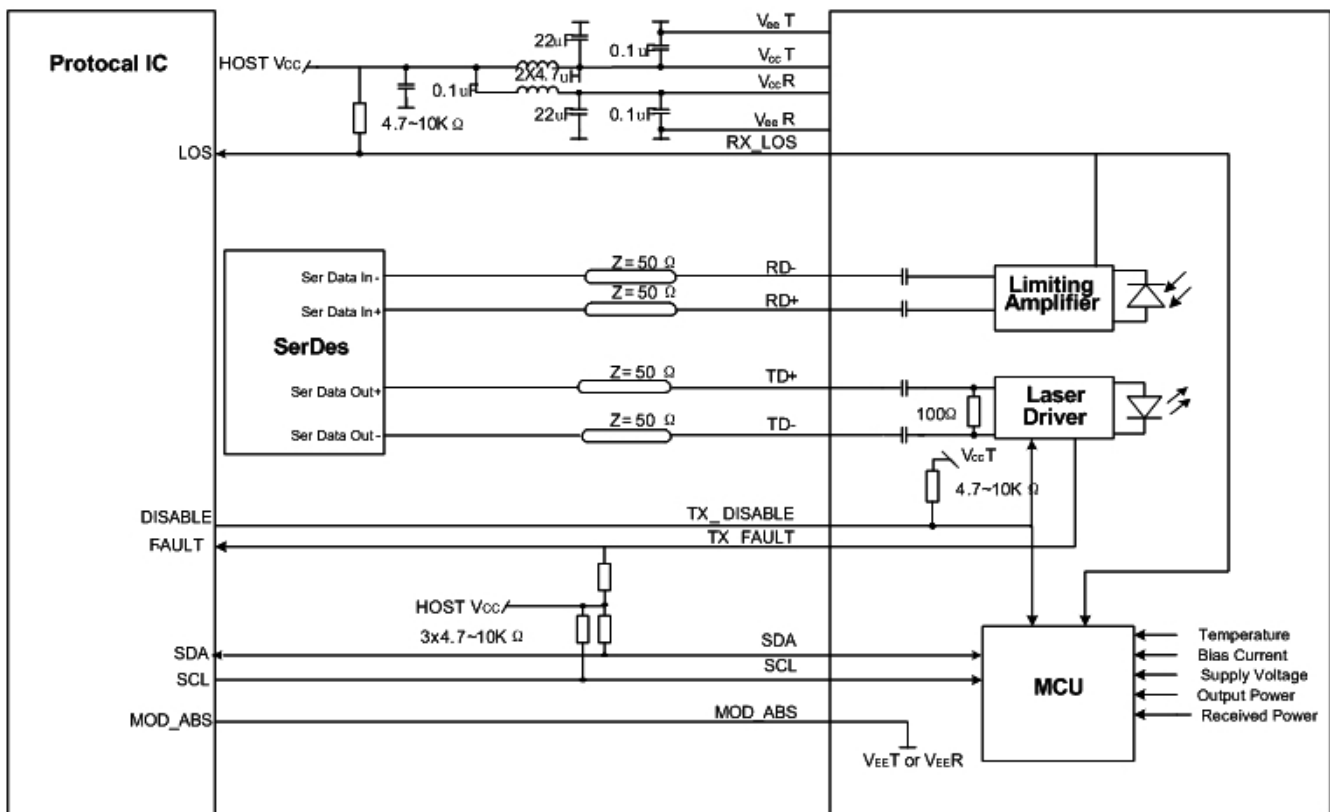 Protocal IC
HOST Vcc
22uF
0.1uF
Vee T
Vcc T
2X4.7uH
Vcc R
0.1uF
22uF
0.1uF
Vee R
4.7~10K Ω
LOS
RX_LOS
Ser Data In -
Z= 50 Ω
RD-
Limiting
Amplifier
Ser Data In+
Z= 50 Ω
RD+
SerDes
Ser Data Out+
Z= 50 Ω
TD+
Laser
Driver
100Ω
Ser Data Out -
Z= 50 Ω
TD-
VccT
4.7~10K Ω
DISABLE
TX_DISABLE
FAULT
TX_FAULT
HOST Vcc
3x4.7~10K Ω
SDA
SDA
SCL
SCL
MOD_ABS
MOD_ABS
VEET or VEER
MCU
Temperature
Bias Current
Supply Voltage
Output Power
Received Power